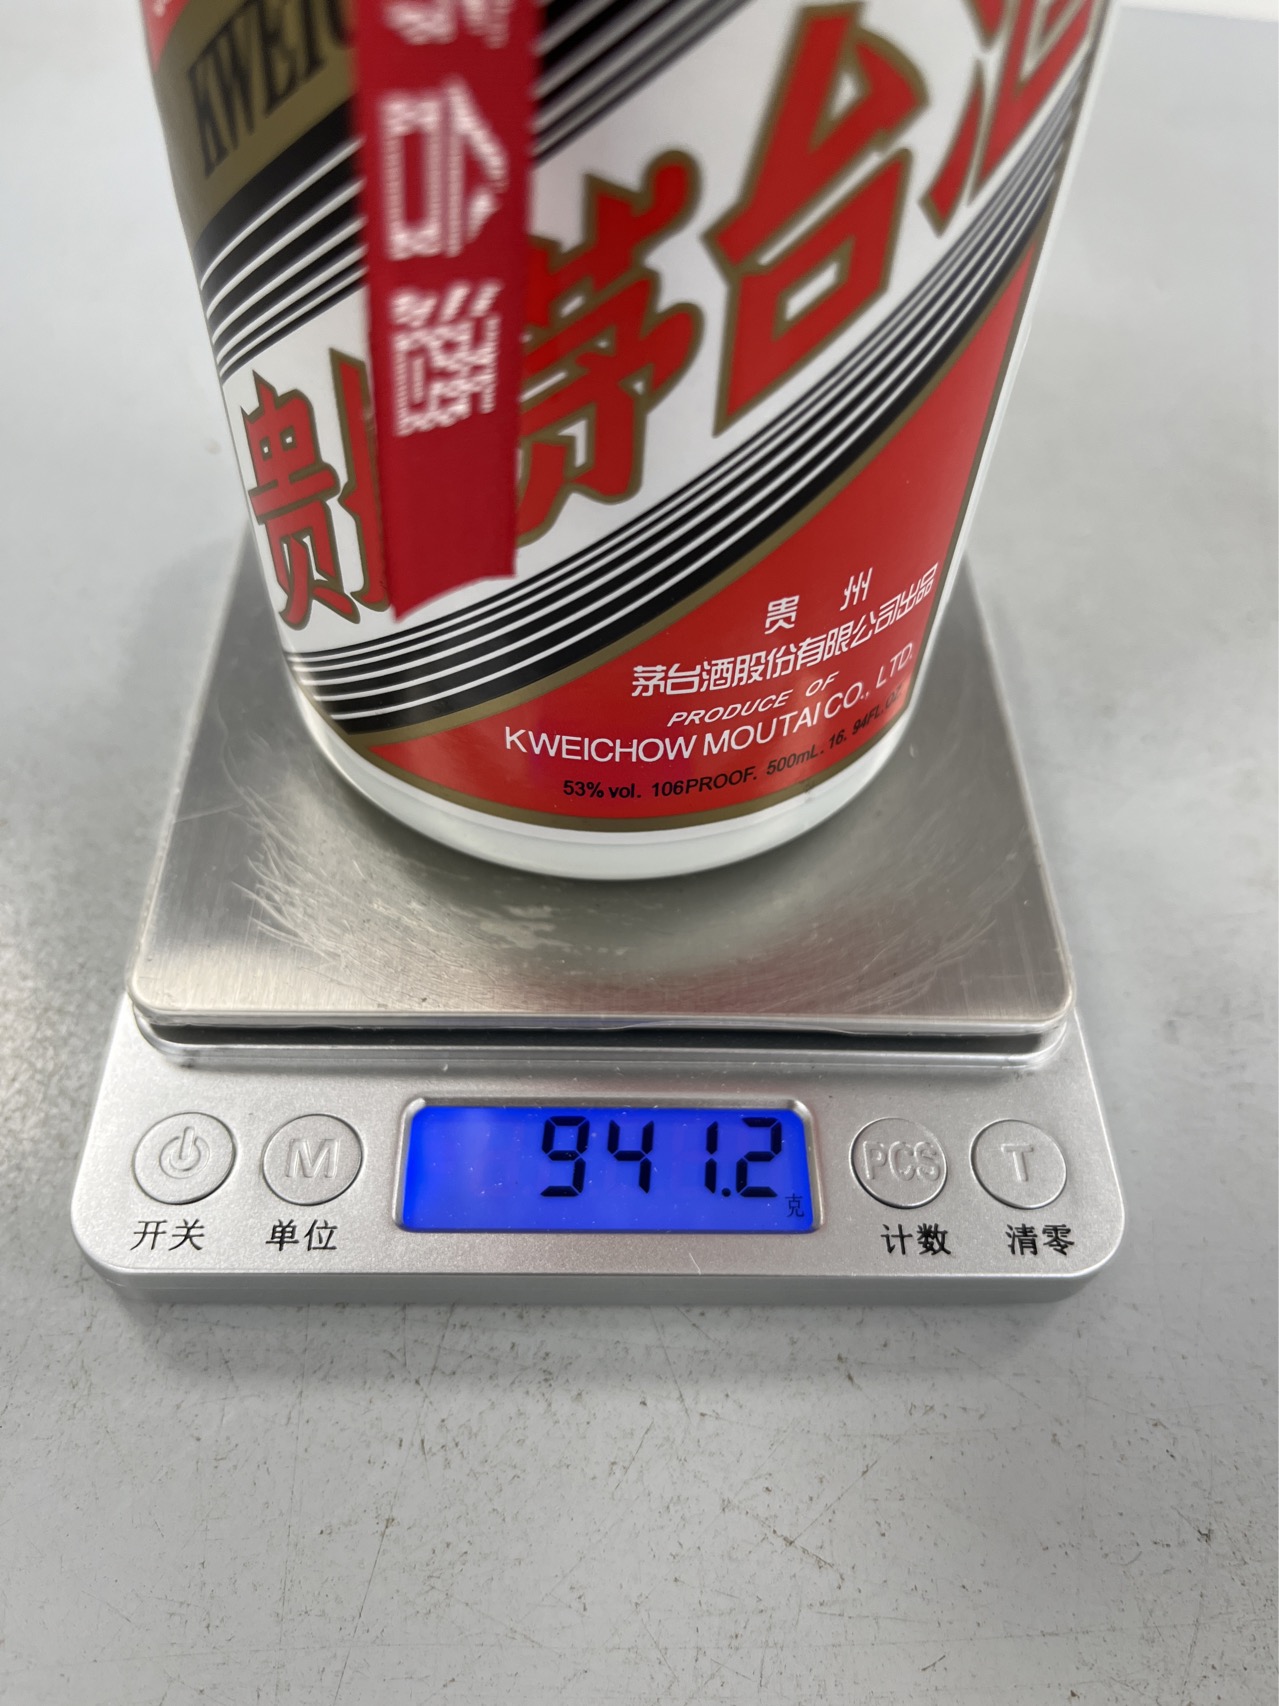 KWEI
贵州茅台酒
贵 州
茅台酒股份有限公司出品
PRODUCE OF
KWEICHOW MOUTAI CO., LTD.
53% vol. 106PROOF. 500mL. 16. 94FL.OZ
941.2
克
M
PCS
T
开关
单位
计数
清零